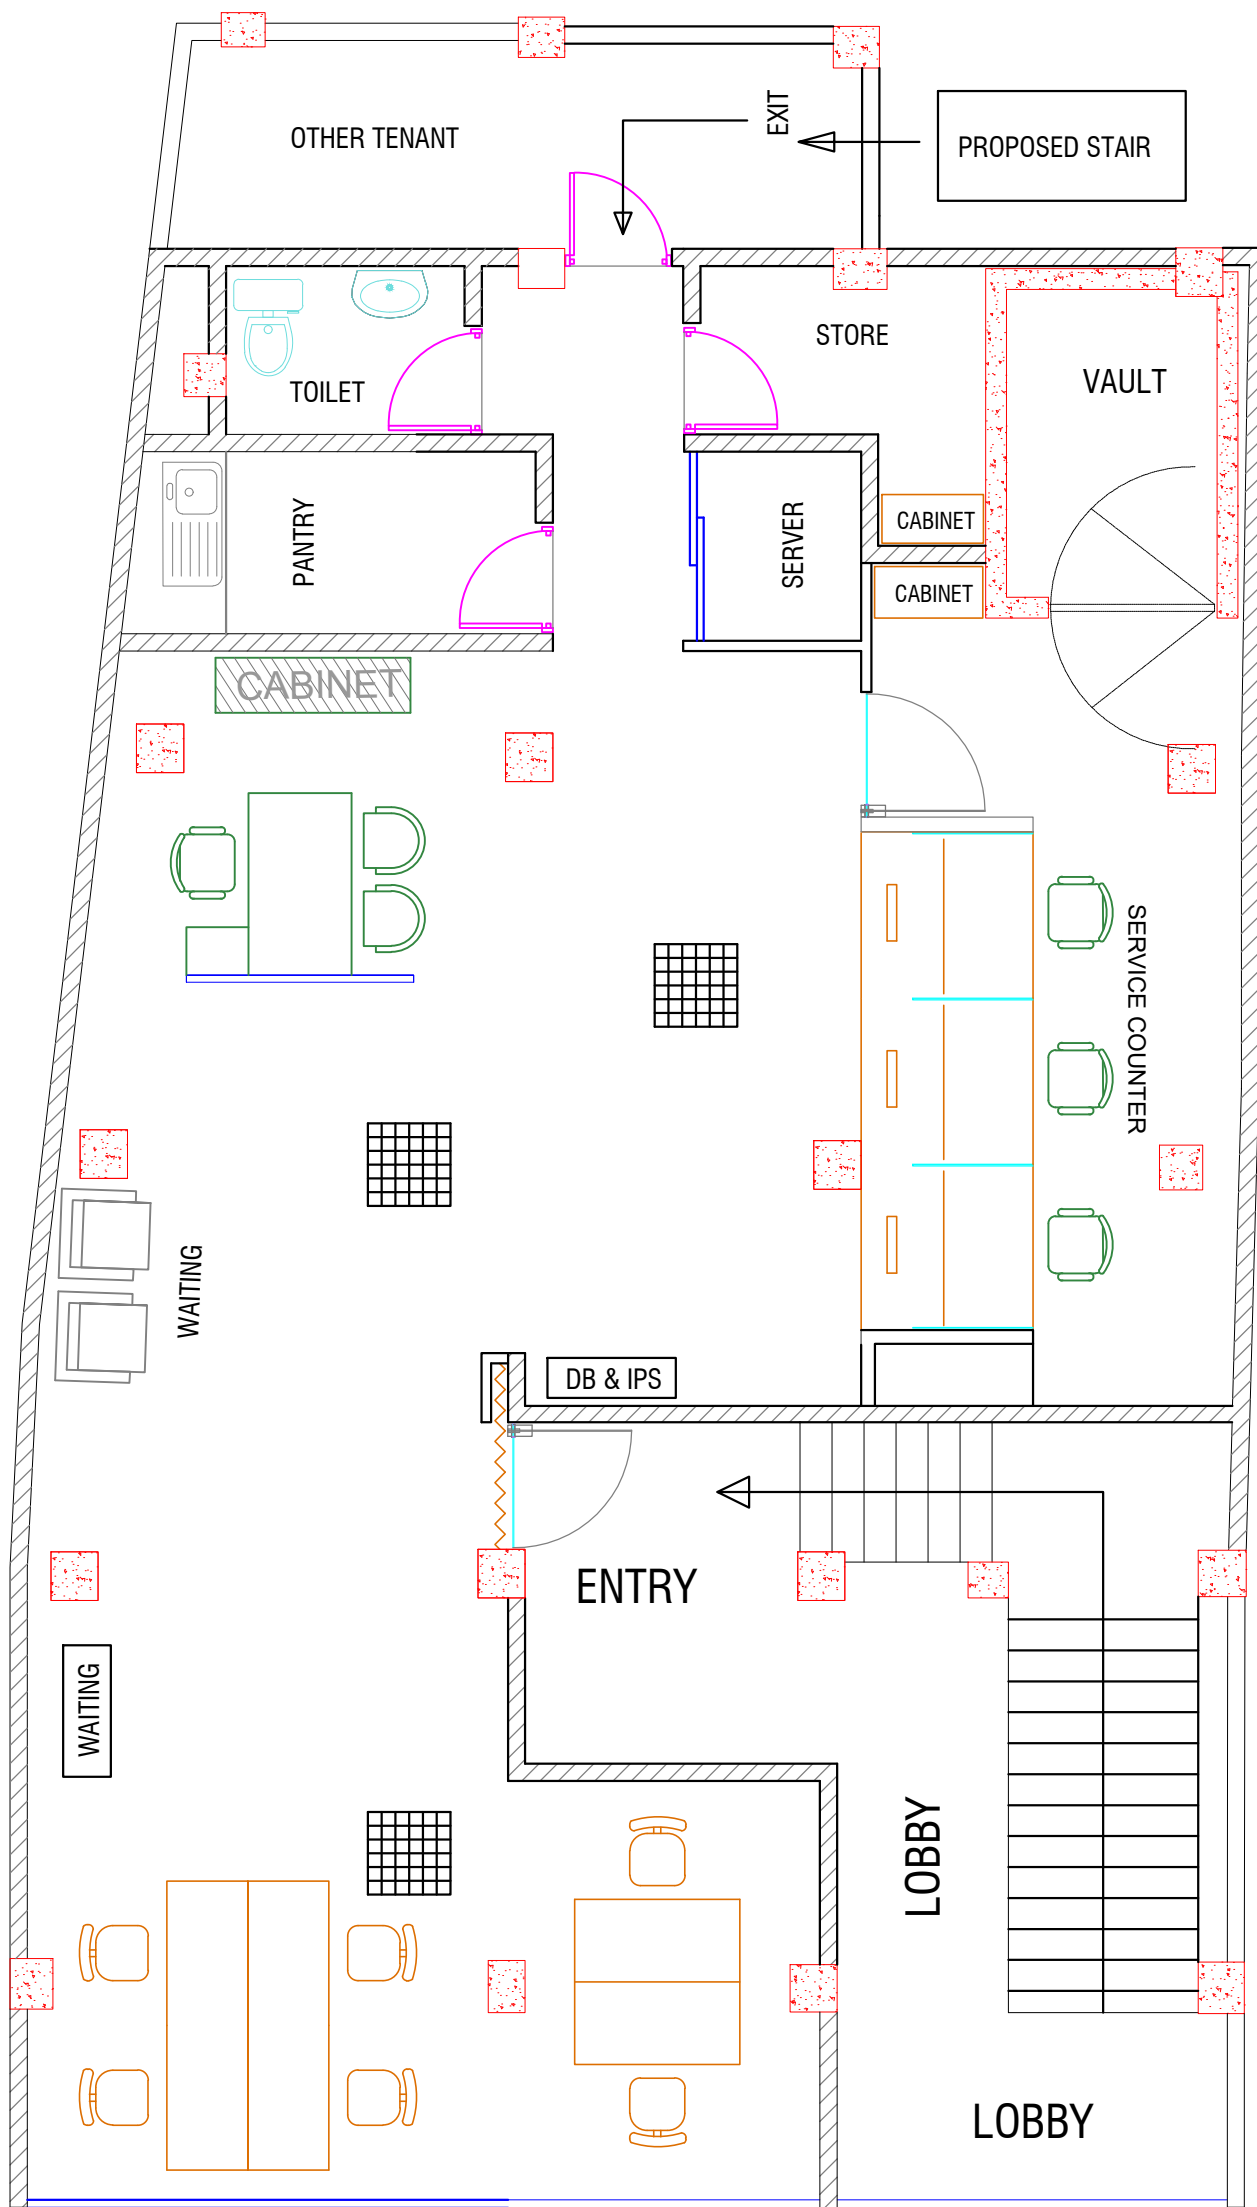 EXIT
OTHER TENANT
PROPOSED STAIR
STORE
VAULT
TOILET
CABINET
PANTRY
SERVER
CABINET
CABINET
SERVICE COUNTER
WAITING
DB & IPS
ENTRY
WAITING
LOBBY
LOBBY